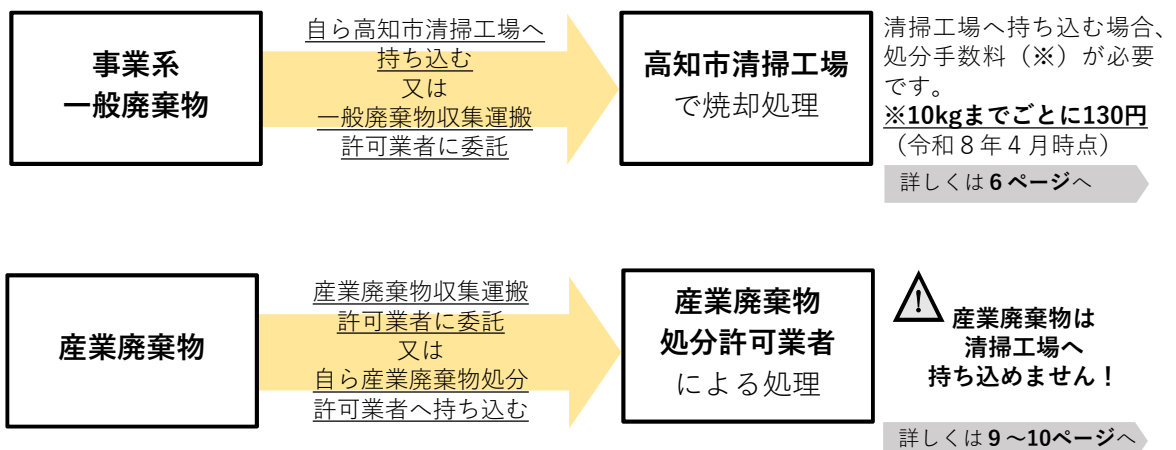 事業系
一般廃棄物
自ら高知市清掃工場へ
持ち込む
又は
一般廃棄物収集運搬
許可業者に委託
高知市清掃工場
で焼却処理
清掃工場へ持ち込む場合、
処分手数料（※）が必要
です。
※10kgまでごとに130円
（令和８年４月時点）
詳しくは６ページへ
産業廃棄物
産業廃棄物収集運搬
許可業者に委託
又は
自ら産業廃棄物処分
許可業者へ持ち込む
産業廃棄物
処分許可業者
による処理
!
産業廃棄物は
清掃工場へ
持ち込めません！
詳しくは９～10ページへ